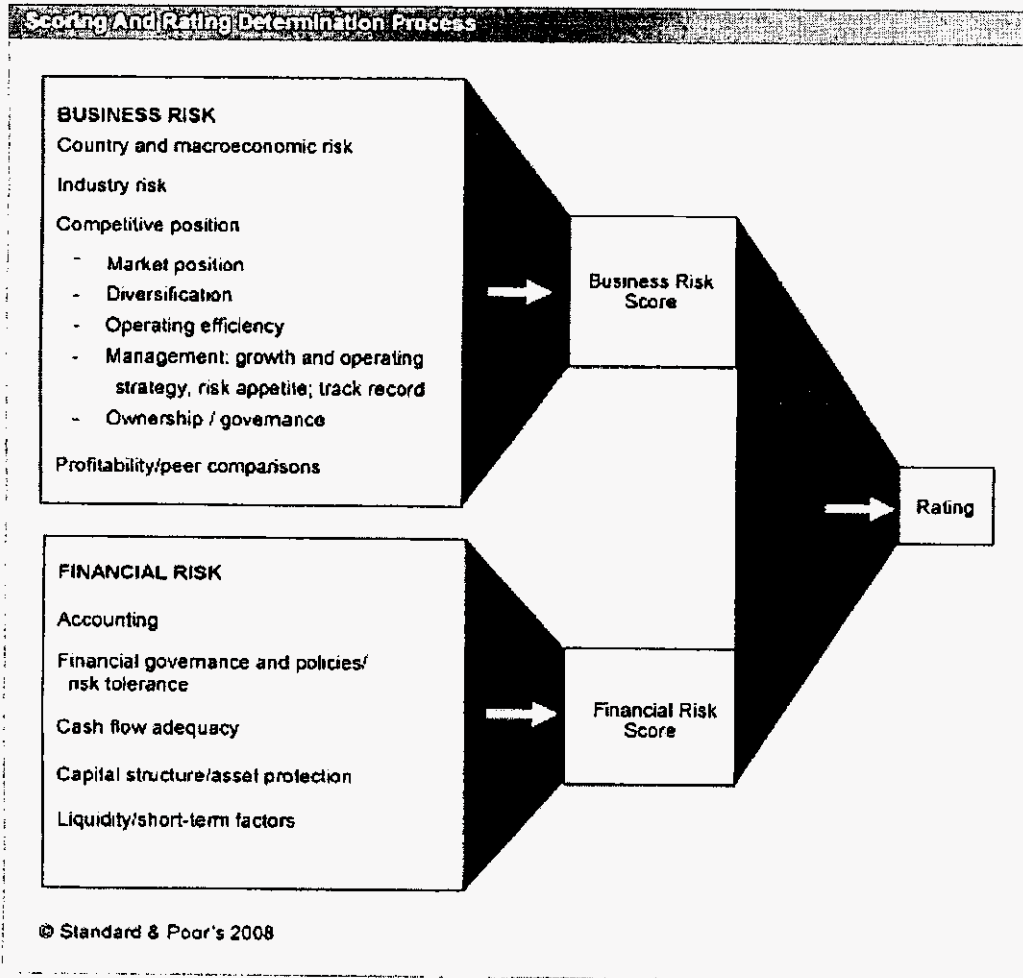 Scoring And Rating Determination Process
BUSINESS RISK
Country and macroeconomic risk
Industry risk
Competitive position
- Market position
- Diversification
- Operating efficiency
- Management: growth and operating
strategy, risk appetite; track record
- Ownership / governance
Profitability/peer comparisons
Business Risk
Score
Rating
FINANCIAL RISK
Accounting
Financial governance and policies/
risk tolerance
Cash flow adequacy
Capital structure/asset protection
Liquidity/short-term factors
Financial Risk
Score
© Standard & Poor's 2008